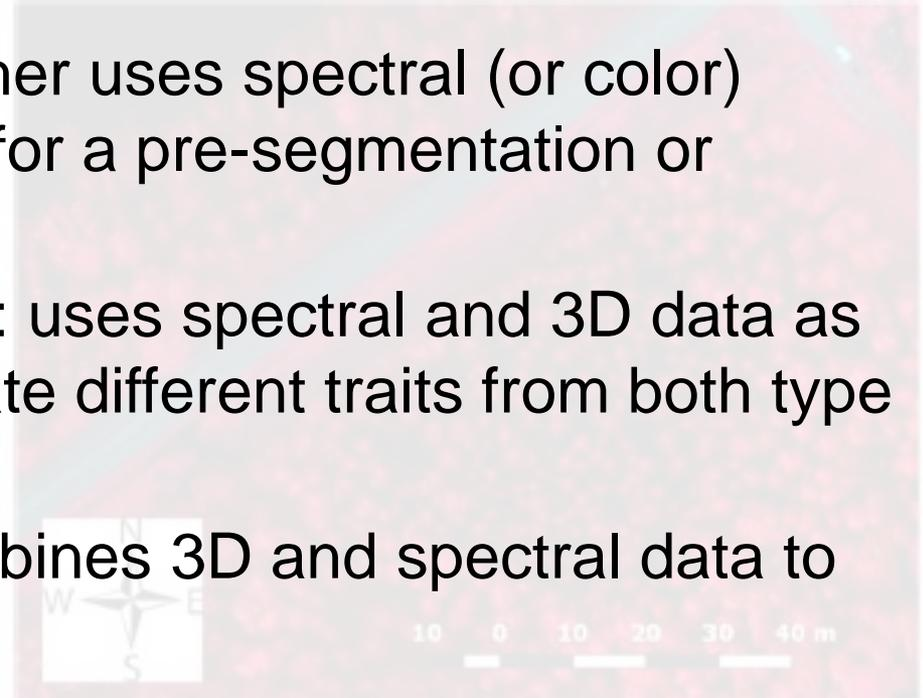 her uses spectral (or color)
for a pre-segmentation or
: uses spectral and 3D data as
te different traits from both type
bines 3D and spectral data to
N
W E
S
10 0 10 20 30 40 m